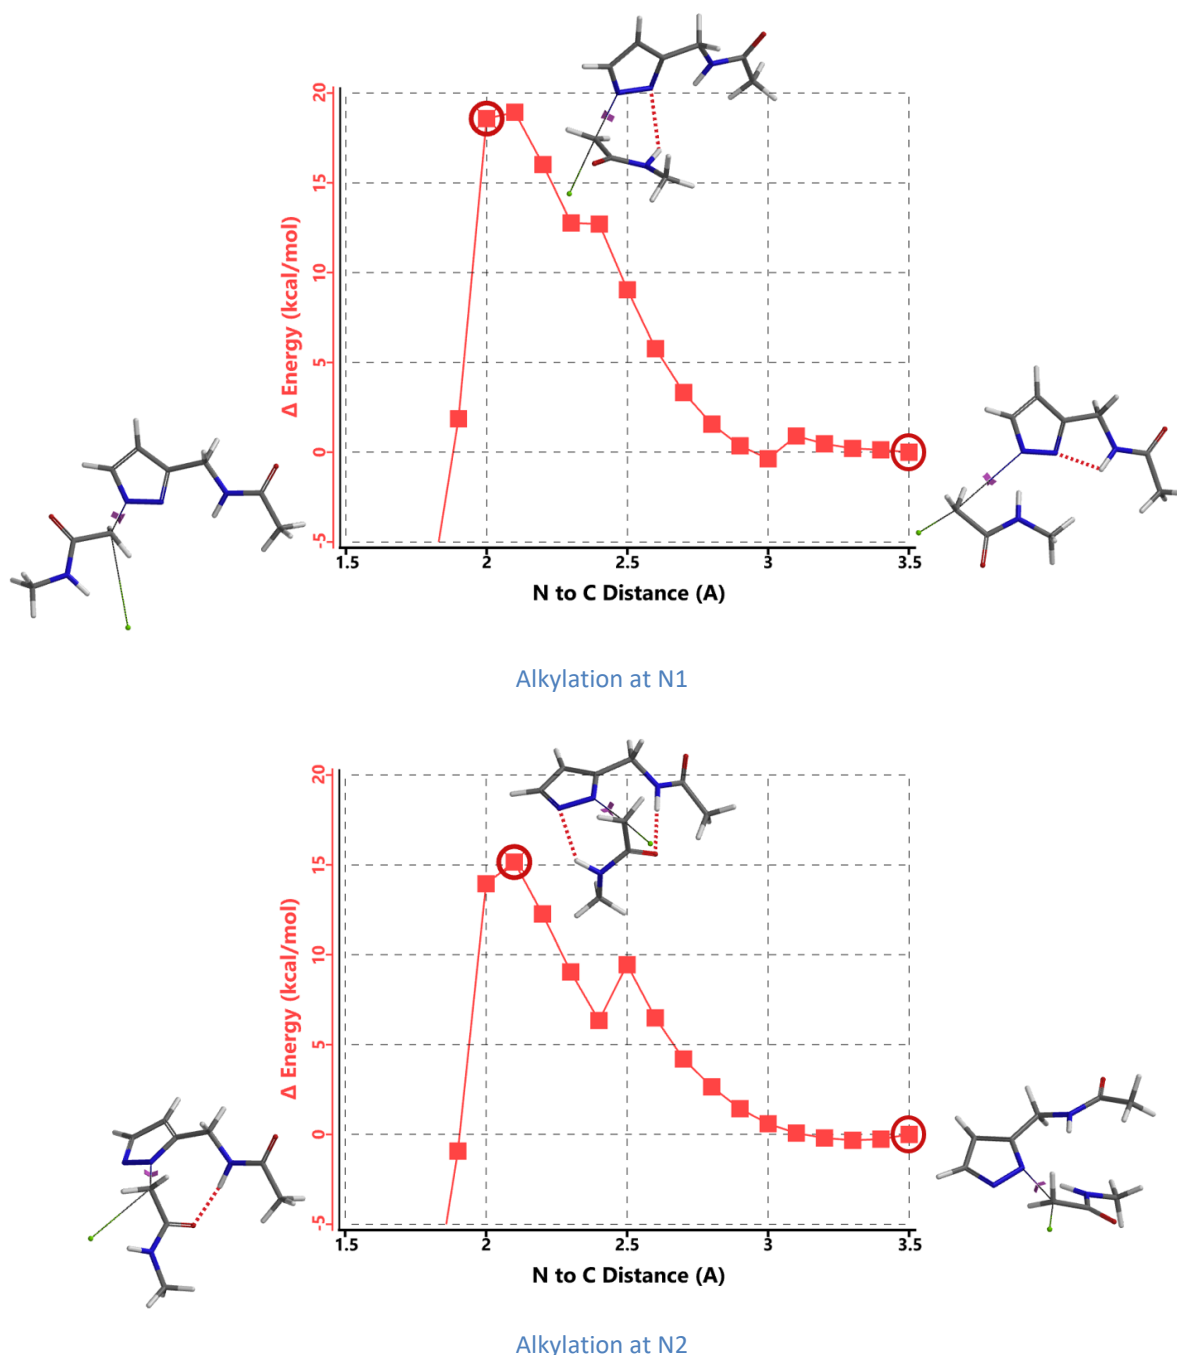 20
15
10
5
0
-5
Δ Energy (kcal/mol)
1.5 2 2.5 3 3.5
N to C Distance (A)
Alkylation at N1
20
15
10
5
0
-5
Δ Energy (kcal/mol)
1.5 2 2.5 3 3.5
N to C Distance (A)
Alkylation at N2